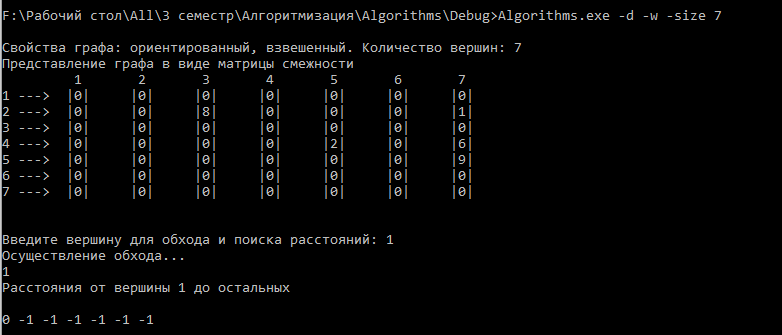 F:\Рабочий стол\All\3 семестр\Алгоритмизация\Algorithms\Debug>Algorithms.exe -d -w -size 7
Свойства графа: ориентированный, взвешенный. Количество вершин: 7
Представление графа в виде матрицы смежности
1 2 3 4 5 6 7
1 ---> |0| |0| |0| |0| |0| |0| |0|
2 ---> |0| |0| |8| |0| |0| |0| |1|
3 ---> |0| |0| |0| |0| |0| |0| |0|
4 ---> |0| |0| |0| |0| |2| |0| |6|
5 ---> |0| |0| |0| |0| |0| |0| |9|
6 ---> |0| |0| |0| |0| |0| |0| |0|
7 ---> |0| |0| |0| |0| |0| |0| |0|
Введите вершину для обхода и поиска расстояний: 1
Осуществление обхода...
1
Расстояния от вершины 1 до остальных
0 -1 -1 -1 -1 -1 -1